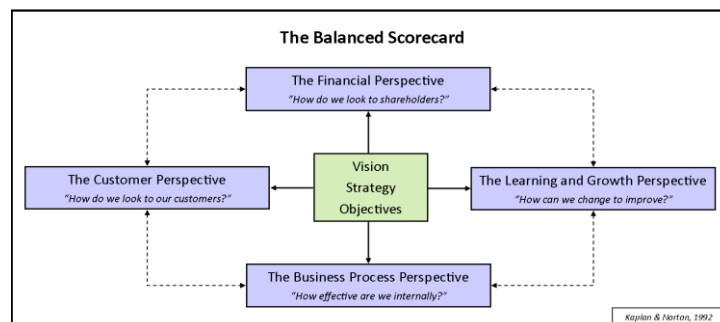 The Balanced Scorecard
The Financial Perspective
“How do we look to shareholders?”
The Customer Perspective
“How do we look to our customers?”
Vision
Strategy
Objectives
The Learning and Growth Perspective
“How can we change to improve?”
The Business Process Perspective
“How effective are we internally?”
Kaplan & Norton, 1992